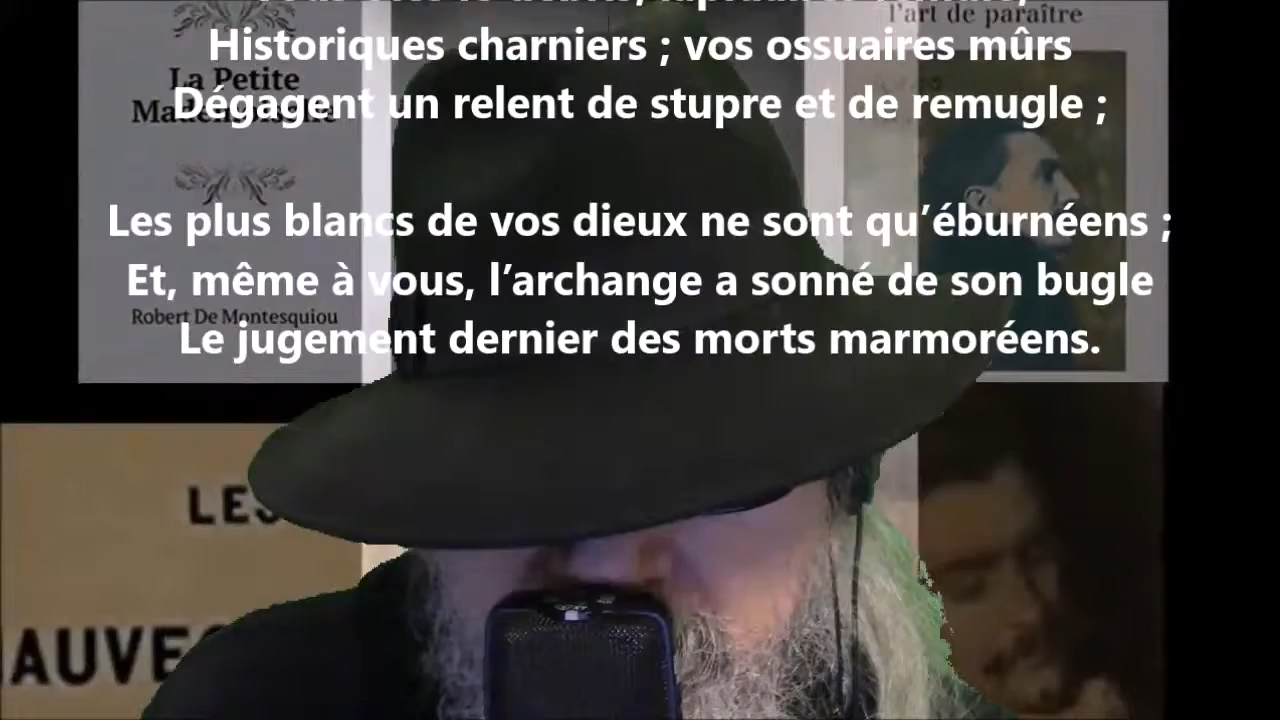 l'art de paraître
Historiques charniers ; vos ossuaires mûrs
La Petite
Dégagent un relent de stupre et de remugle ;
Les plus blancs de vos dieux ne sont qu’éburnéens ;
Et, même à vous, l’archange a sonné de son bugle
Robert De Montesquiou
Le jugement dernier des morts marmoréens.
LES